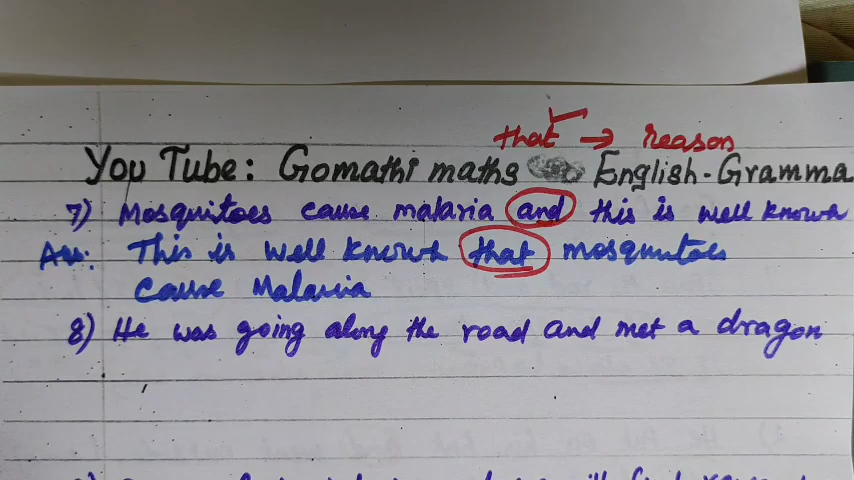 that → reason
You Tube: Gomathi maths English-Gramma
7) Mosquitoes cause malaria and this is well known
Ans: This is well known that mosquitoes
cause Malaria
8) He was going along the road and met a dragon